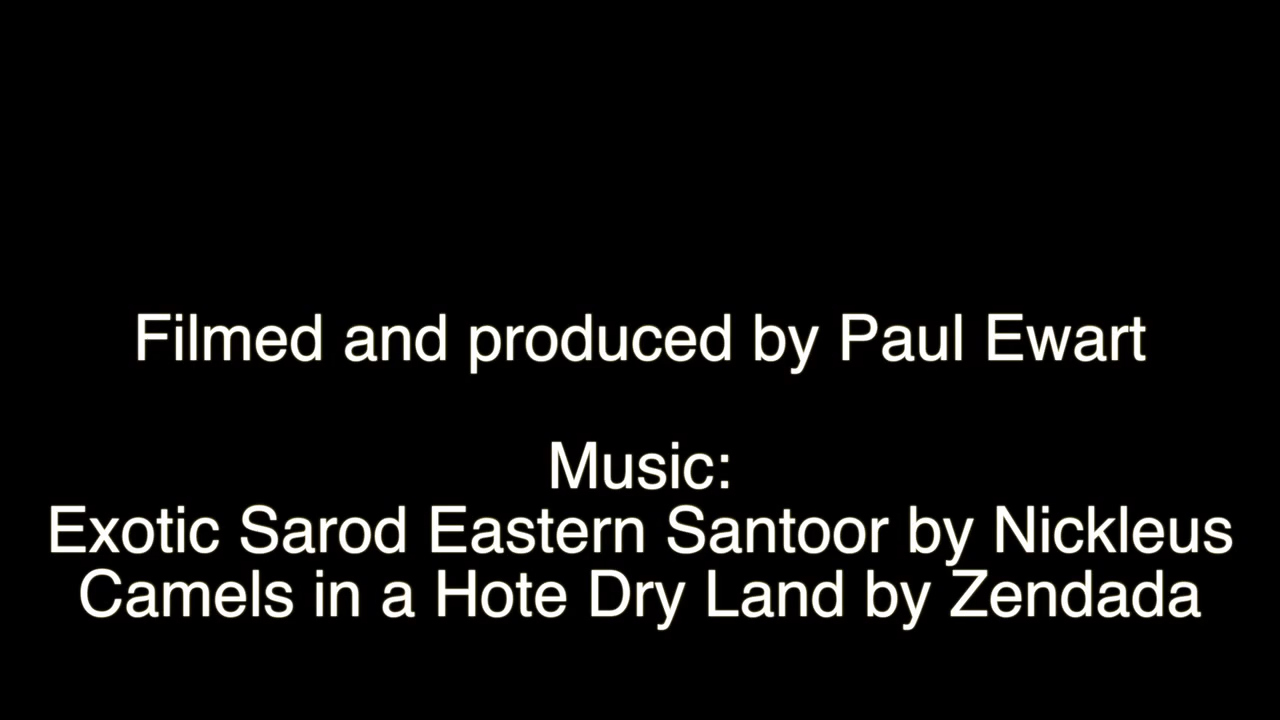 Filmed and produced by Paul Ewart
Music:
Exotic Sarod Eastern Santoor by Nickleus
Camels in a Hote Dry Land by Zendada